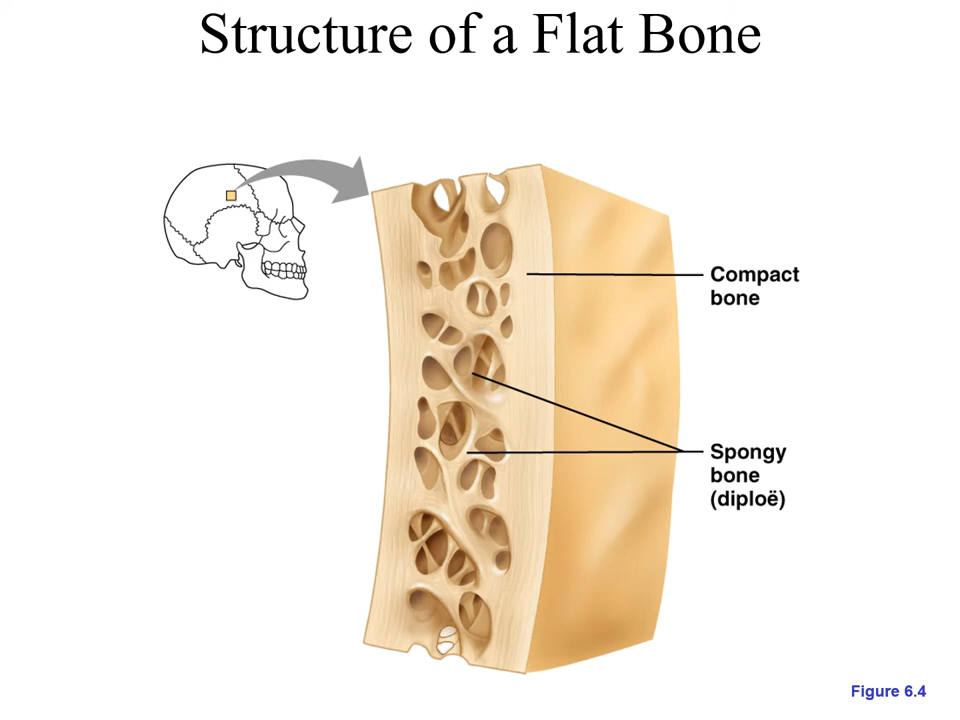 Structure of a Flat Bone
Compact
bone
Spongy
bone
(diploë)
Figure 6.4